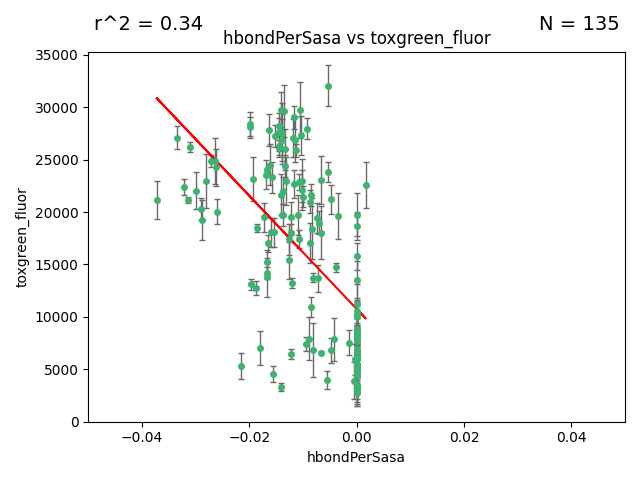 r^2 = 0.34
N = 135
hbondPerSasa vs toxgreen_fluor
toxgreen_fluor
35000
30000
25000
20000
15000
10000
5000
0
−0.04
−0.02
0.00
0.02
0.04
hbondPerSasa